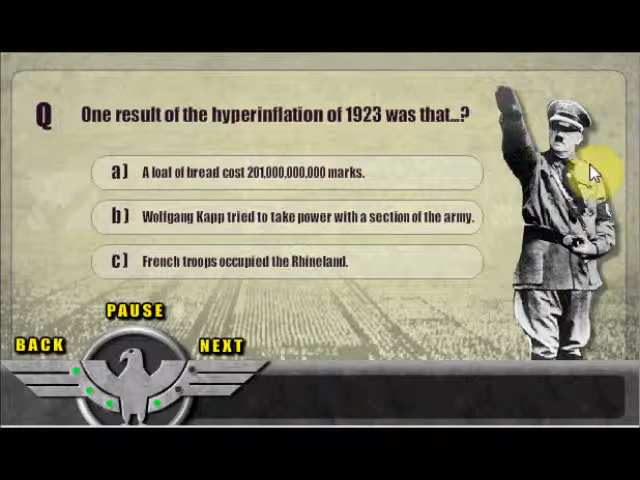 Q One result of the hyperinflation of 1923 was that...?
a) A loaf of bread cost 201,000,000,000 marks.
b) Wolfgang Kapp tried to take power with a section of the army.
c) French troops occupied the Rhineland.
PAUSE
BACK NEXT